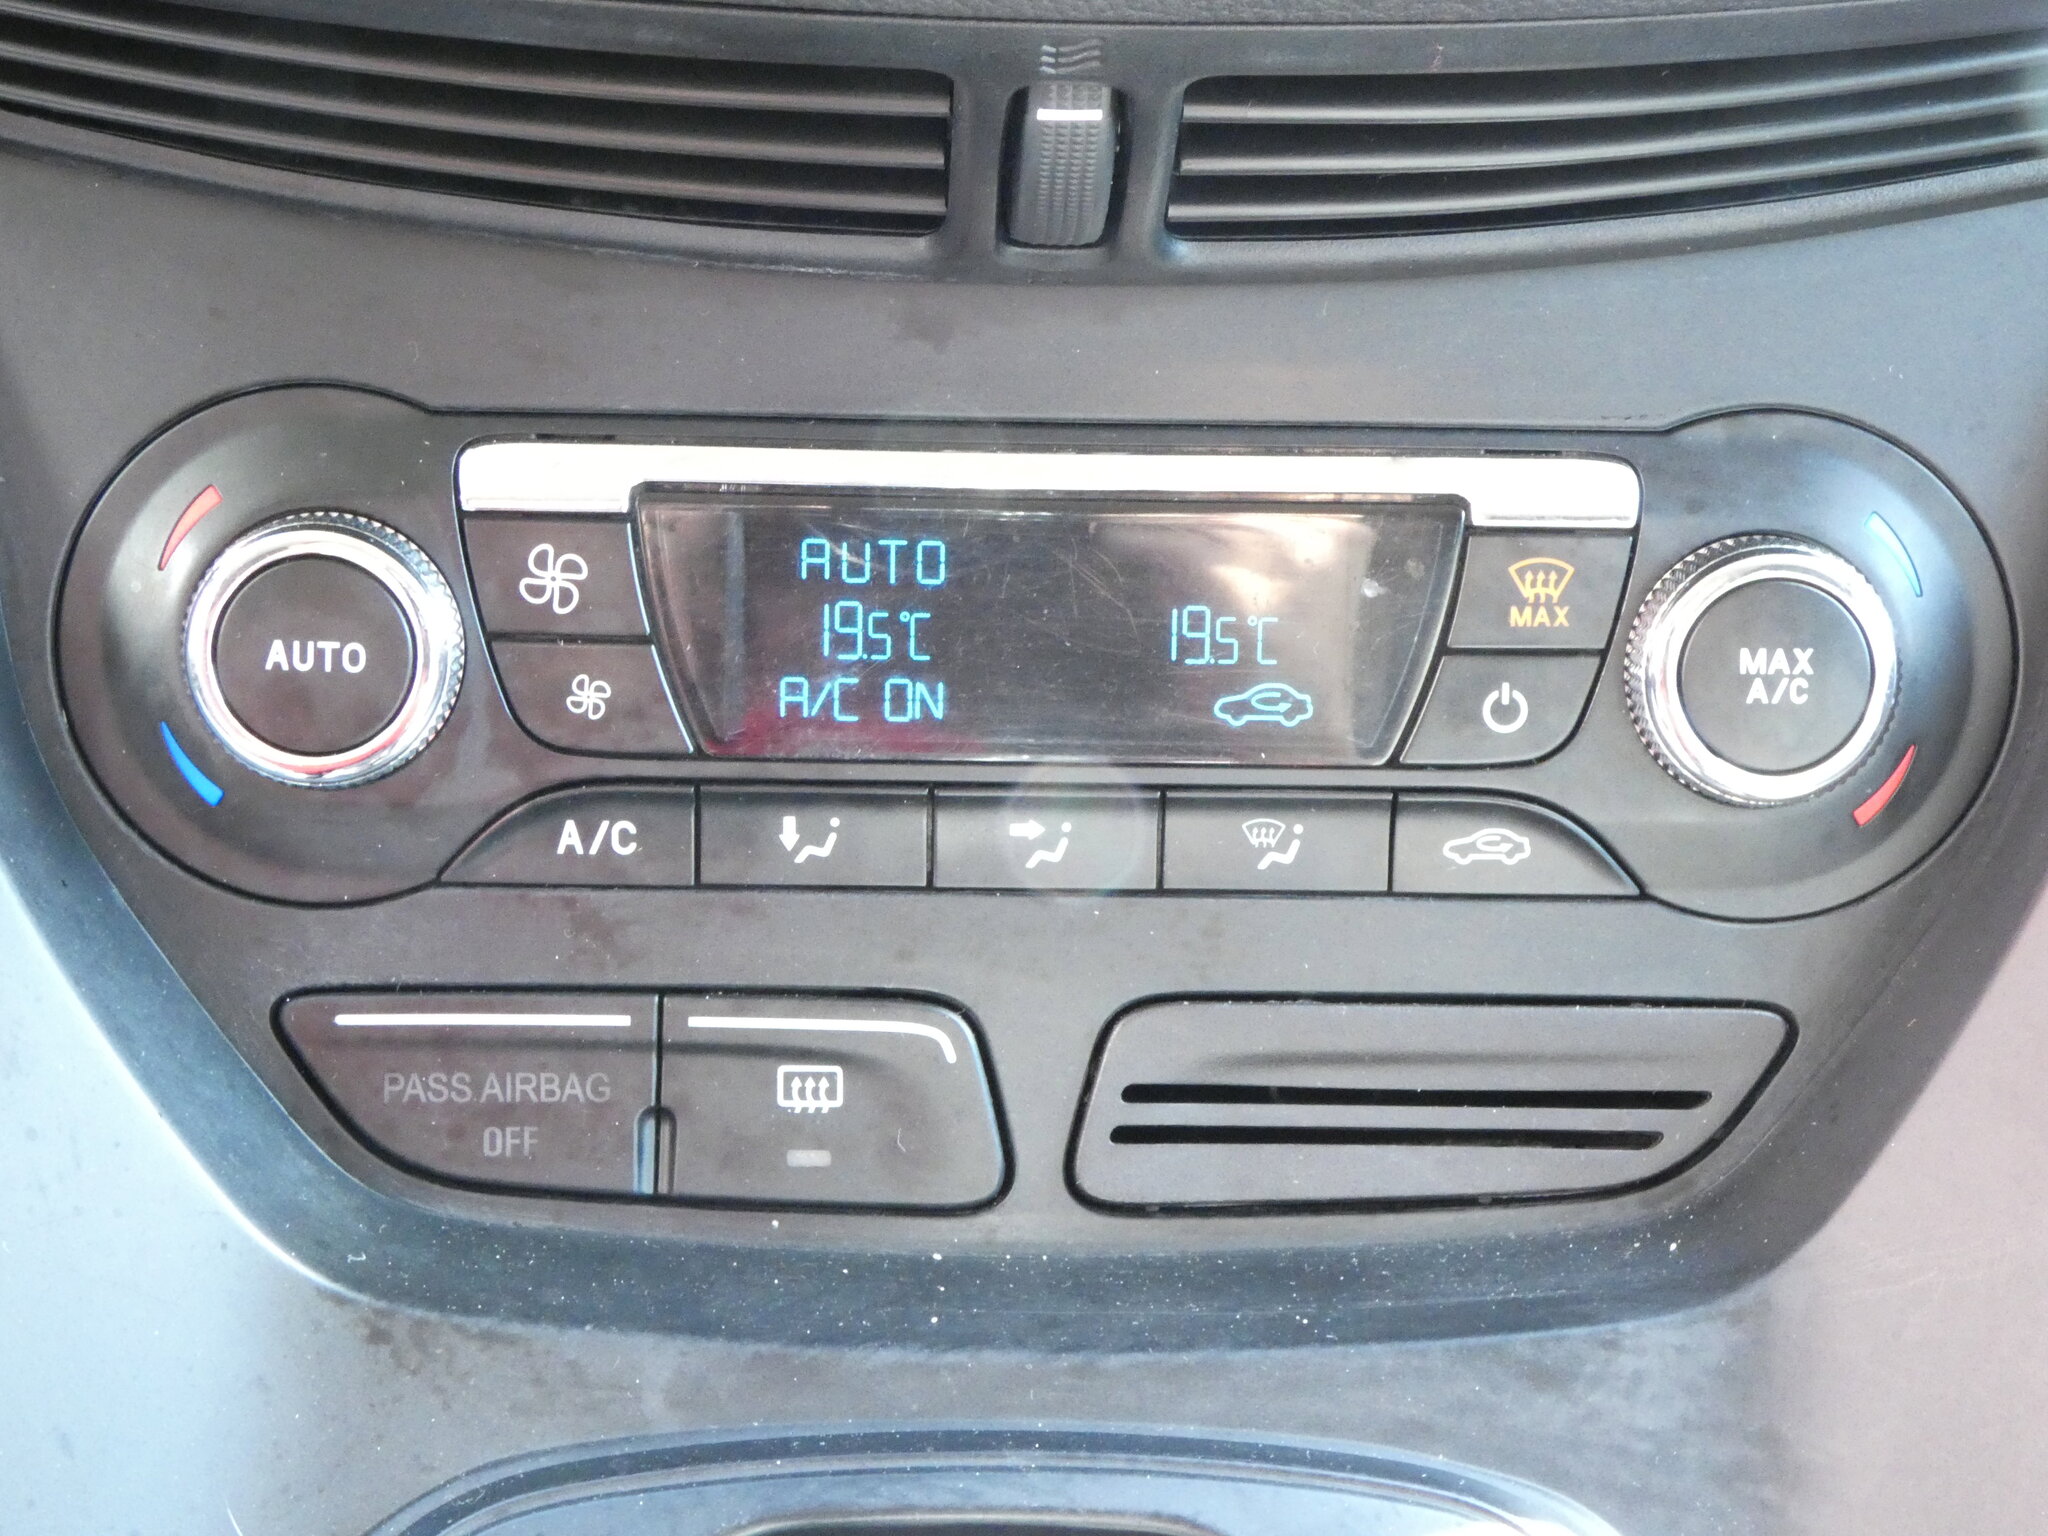 AUTO
AUTO
19.5°C
19.5°C
A/C ON
MAX
MAX
A/C
A/C
PASS AIRBAG
OFF